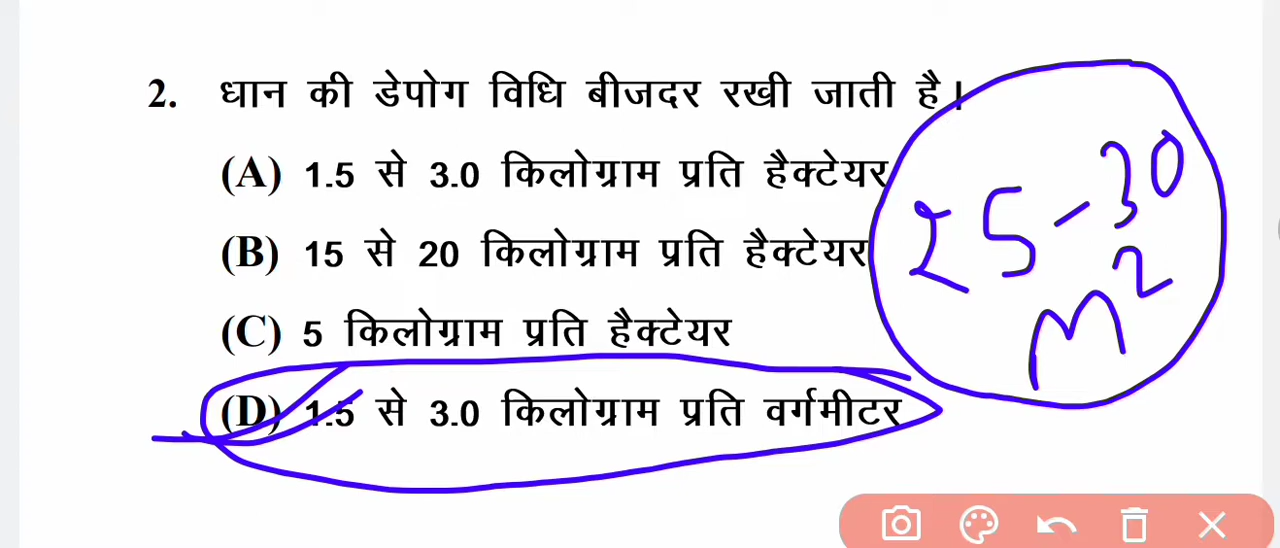 2. धान की डेपोग विधि बीजदर रखी जाती है।
(A) 1.5 से 3.0 किलोग्राम प्रति हैक्टेयर
(B) 15 से 20 किलोग्राम प्रति हैक्टेयर
(C) 5 किलोग्राम प्रति हैक्टेयर
(D) 1.5 से 3.0 किलोग्राम प्रति वर्गमीटर
25-30
M²